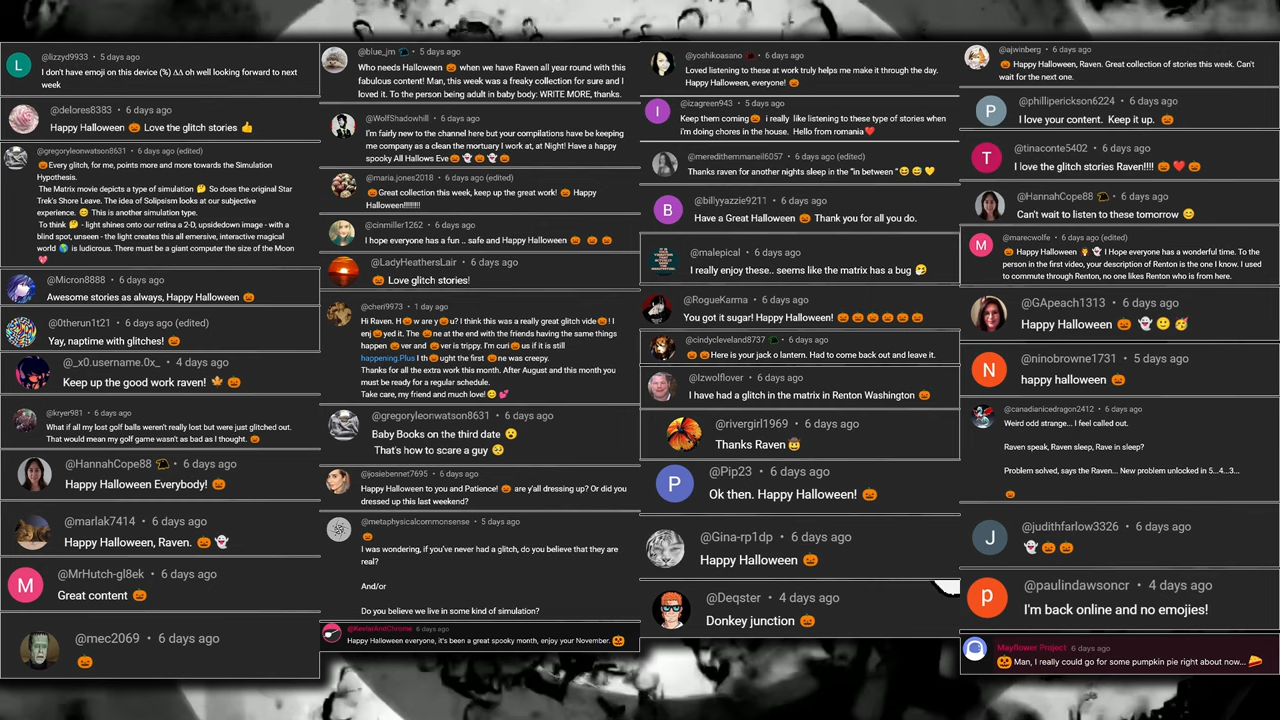 @lizzyd9933 • 5 days ago
I don't have emoji on this device (%) ΔΔ oh well looking forward to next
week
@delores8383 • 6 days ago
Happy Halloween 🎃 Love the glitch stories 👍
@gregoryleonwatson8631 • 6 days ago (edited)
🎃Every glitch, for me, points more and more towards the Simulation
Hypothesis.
The Matrix movie depicts a type of simulation 🤔 So does the original Star
Trek's Shore Leave. The idea of Solipsism looks at our subjective
experience. 😊 This is another simulation type.
To think 🤔 - light shines onto our retina a 2-D, upsidedown image - with a
blind spot, unseen - the light creates this all emersive, interactive magical
world 🌎 is ludicrous. There must be a giant computer the size of the Moon
💖
@Micron8888 • 6 days ago
Awesome stories as always, Happy Halloween 🎃
@0therun1t21 • 6 days ago (edited)
Yay, naptime with glitches! 🎃
@_x0.username.0x_ • 4 days ago
Keep up the good work raven! 🍁 🎃
@kryer981 • 6 days ago
What if all my lost golf balls weren't really lost but were just glitched out.
That would mean my golf game wasn't as bad as I thought. 🎃
@HannahCope88 • 6 days ago
Happy Halloween Everybody! 🎃
@marlak7414 • 6 days ago
Happy Halloween, Raven. 🎃👻
@MrHutch-gl8ek • 6 days ago
Great content 🎃
@mec2069 • 6 days ago
🎃
@blue_jm • 5 days ago
Who needs Halloween 🎃 when we have Raven all year round with this
fabulous content! Man, this week was a freaky collection for sure and I
loved it. To the person being adult in baby body: WRITE MORE, thanks.
@WolfShadowhill • 6 days ago
I'm fairly new to the channel here but your compilations have be keeping
me company as a clean the mortuary I work at, at Night! Have a happy
spooky All Hallows Eve🎃👻🎃👻🎃
@maria.jones2018 • 6 days ago (edited)
🎃Great collection this week, keep up the great work! 🎃 Happy
Halloween!!!!!!!!
@cinmiller1262 • 6 days ago
I hope everyone has a fun .. safe and Happy Halloween 🎃 🎃 🎃
@LadyHeathersLair • 6 days ago
🎃 Love glitch stories!
@cheri9973 • 1 day ago
Hi Raven. H🎃w are y🎃u? I think this was a really great glitch vide🎃! I
enj🎃yed it. The 🎃ne at the end with the friends having the same things
happen 🎃ver and 🎃ver is trippy. I'm curi🎃us if it is still
happening.Plus I th🎃ught the first 🎃ne was creepy.
Thanks for all the extra work this month. After August and this month you
must be ready for a regular schedule.
Take care, my friend and much love!😊💕
@gregoryleonwatson8631 • 6 days ago
Baby Books on the third date 😮
That's how to scare a guy 🥺
@josiebennet7695 • 6 days ago
Happy Halloween to you and Patience! 🎃 are y'all dressing up? Or did you
dressed up this last weekend?
@metaphysicalcommonsense • 5 days ago
🎃
I was wondering, if you've never had a glitch, do you believe that they are
real?
And/or
Do you believe we live in some kind of simulation?
@KevlarAndChrome 6 days ago
Happy Halloween everyone, it's been a great spooky month, enjoy your November. 🎃
@yoshikoasano • 6 days ago
Loved listening to these at work truly helps me make it through the day.
Happy Halloween, everyone! 🎃
@izagreen943 • 5 days ago
Keep them coming🎃 i really like listening to these type of stories when
i'm doing chores in the house. Hello from romania❤️
@meredithemmaneil6057 • 6 days ago (edited)
Thanks raven for another nights sleep in the "in between "😆 😅 💛
@billyyazzie9211 • 6 days ago
Have a Great Halloween 🎃 Thank you for all you do.
@malepical • 6 days ago
I really enjoy these.. seems like the matrix has a bug 🤪
@RogueKarma • 6 days ago
You got it sugar! Happy Halloween! 🎃 🎃 🎃 🎃 🎃 🎃
@cindycleveland8737 • 6 days ago
🎃 🎃Here is your jack o lantern. Had to come back out and leave it.
@lzwolflover • 6 days ago
I have had a glitch in the matrix in Renton Washington 🎃
@rivergirl1969 • 6 days ago
Thanks Raven🤠
@Pip23 • 6 days ago
Ok then. Happy Halloween! 🎃
@Gina-rp1dp • 6 days ago
Happy Halloween 🎃
@Deqster • 4 days ago
Donkey junction 🎃
@ajwinberg • 6 days ago
🎃 Happy Halloween, Raven. Great collection of stories this week. Can't
wait for the next one.
@phillliperickson6224 • 6 days ago
I love your content. Keep it up. 🎃
@tinaconte5402 • 6 days ago
I love the glitch stories Raven!!!! 🎃 ❤️ 🎃
@HannahCope88 • 6 days ago
Can't wait to listen to these tomorrow 😊
@marecwolfe • 6 days ago (edited)
🎃 Happy Halloween 🧛 👻 I Hope everyone has a wonderful time. To the
person in the first video, your description of Renton is the one I know. I used
to commute through Renton, no one likes Renton who is from here.
@GApeach1313 • 6 days ago
Happy Halloween 🎃 👻 🙂 🥳
@ninobrowne1731 • 5 days ago
happy halloween 🎃
@canadianicedragon2412 • 6 days ago
Weird odd strange... I feel called out.
Raven speak, Raven sleep, Rave in sleep?
Problem solved, says the Raven... New problem unlocked in 5...4...3...
🎃
@judithfarlow3326 • 6 days ago
👻 🎃 🎃
@paulindawsoncr • 4 days ago
I'm back online and no emojies!
Mayflower Project 6 days ago
🎃 Man, I really could go for some pumpkin pie right about now... 🥧